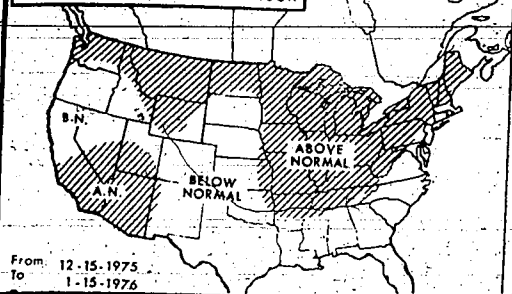 B.N.
A.N.
BELOW
NORMAL
ABOVE
NORMAL
From 12-15-1975
To 1-15-1976